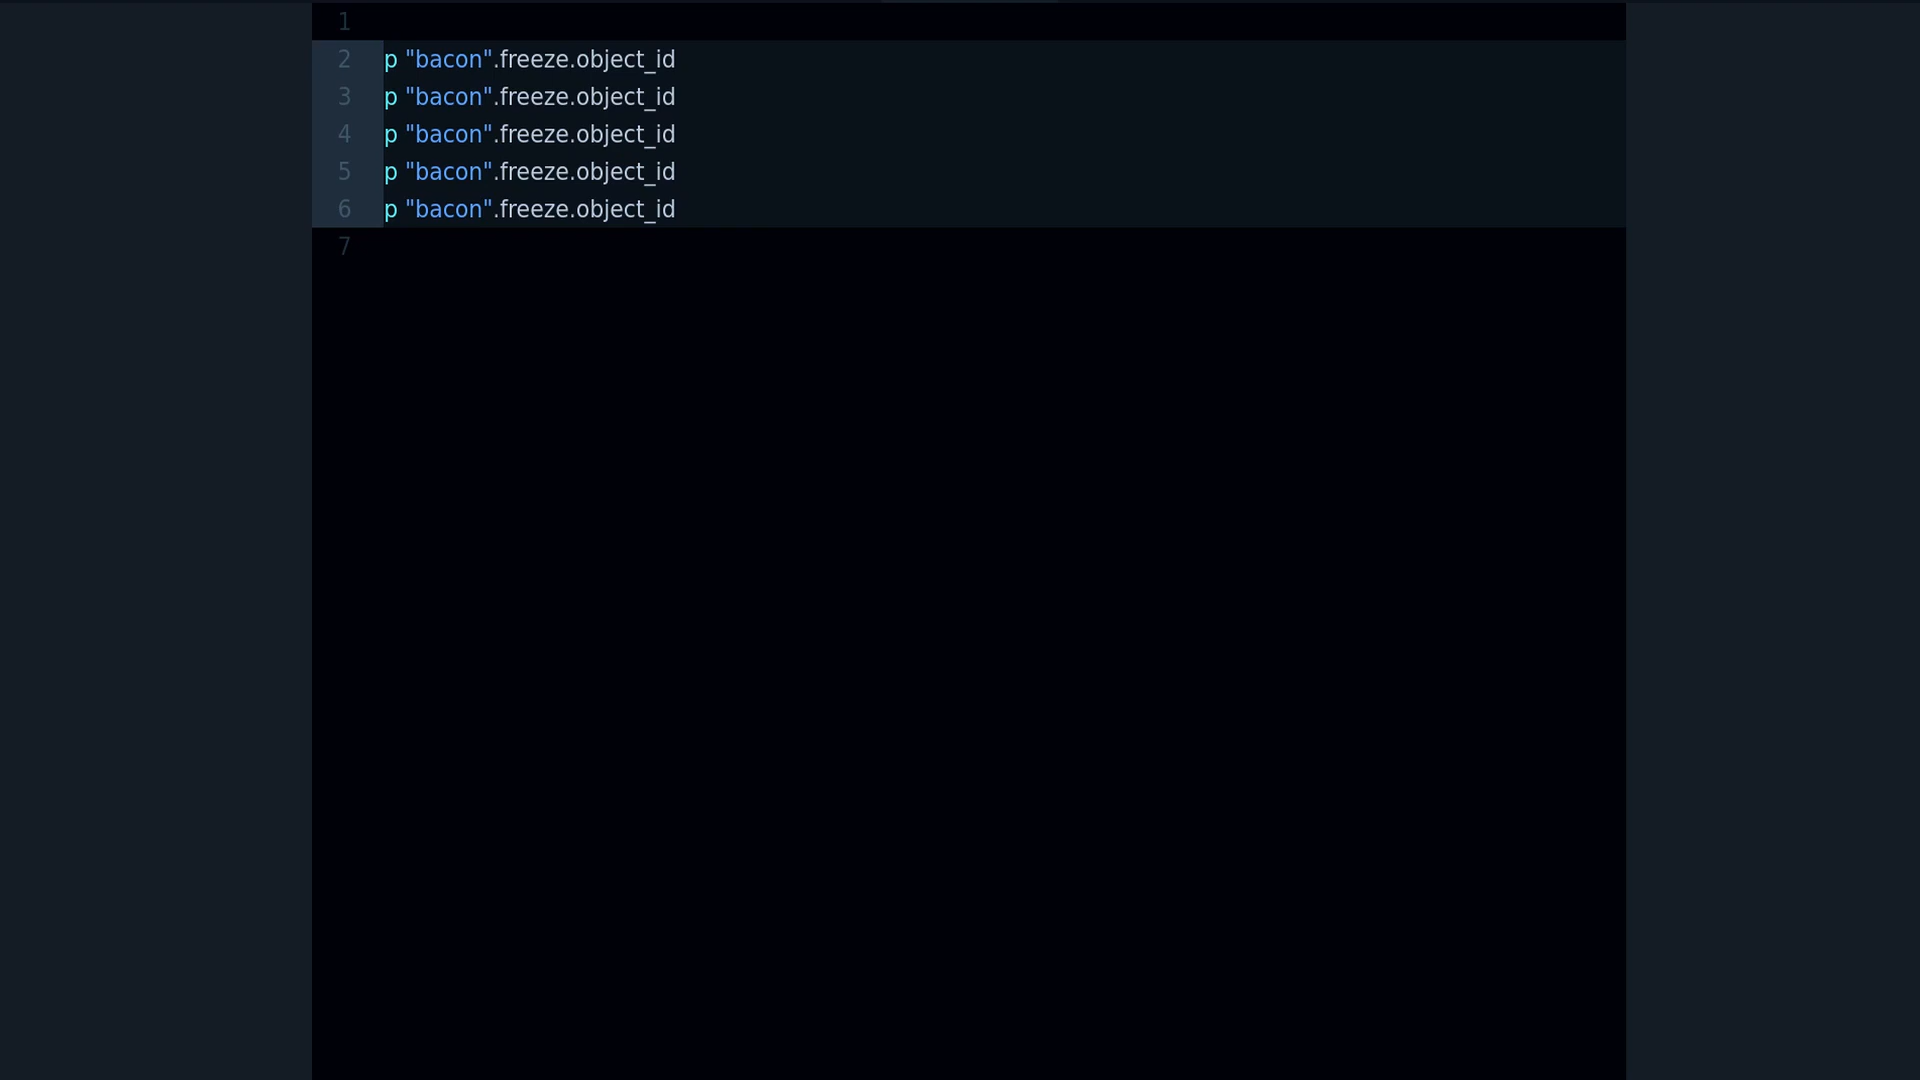 1
2 p "bacon".freeze.object_id
3 p "bacon".freeze.object_id
4 p "bacon".freeze.object_id
5 p "bacon".freeze.object_id
6 p "bacon".freeze.object_id
7